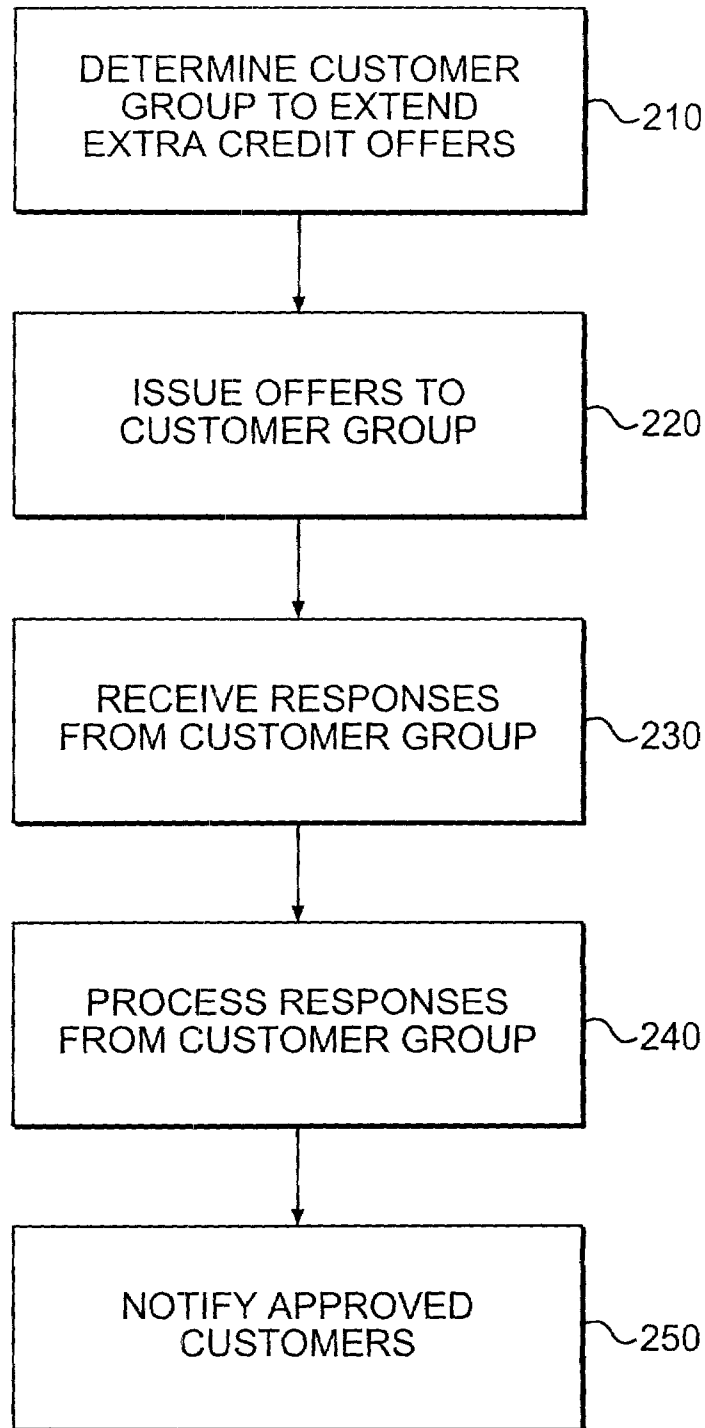 DETERMINE CUSTOMER
GROUP TO EXTEND
EXTRA CREDIT OFFERS
210
ISSUE OFFERS TO
CUSTOMER GROUP
220
RECEIVE RESPONSES
FROM CUSTOMER GROUP
230
PROCESS RESPONSES
FROM CUSTOMER GROUP
240
NOTIFY APPROVED
CUSTOMERS
250